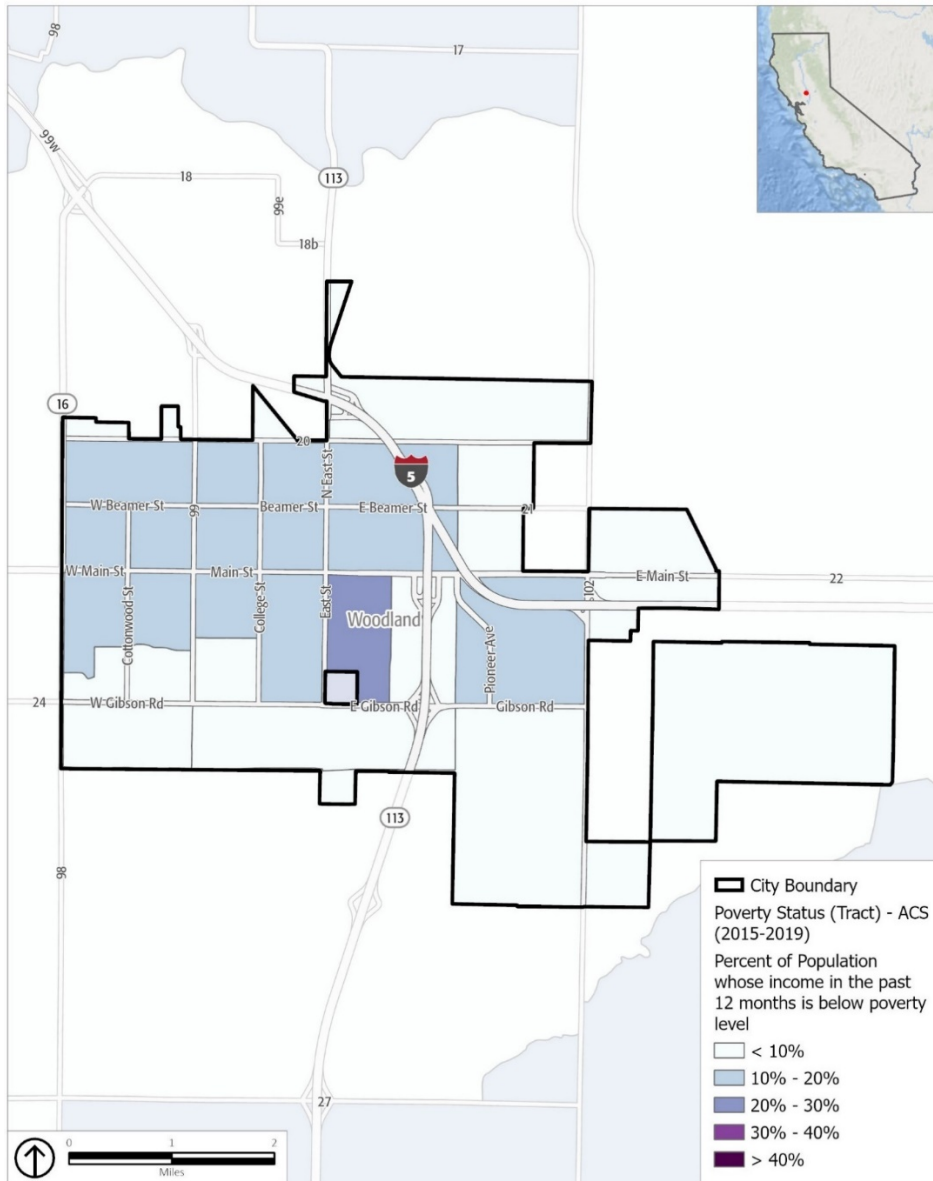 98
17
99W
18
113
99e
18b
16
20
N East St
5
W Beamer St
99
Beamer St
E Beamer St
21
W Main St
Main St
E Main St
22
102
Cottonwood St
College St
East St
Woodland
Pioneer Ave
24
W Gibson Rd
E Gibson Rd
Gibson Rd
113
98
27
City Boundary
Poverty Status (Tract) - ACS
(2015-2019)
Percent of Population
whose income in the past
12 months is below poverty
level
< 10%
10% - 20%
20% - 30%
30% - 40%
> 40%
0 1 2
Miles